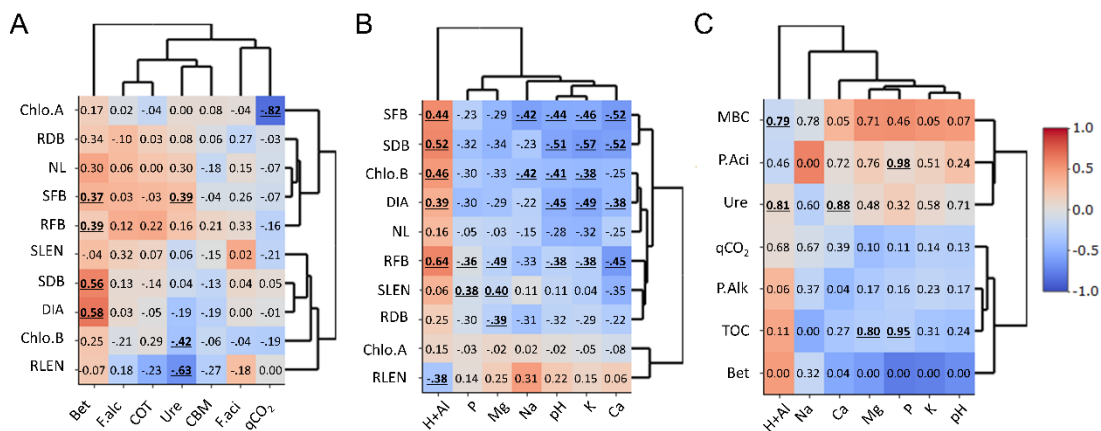 A
Chlo.A 0.17 0.02 -.04 0.00 0.08 -.04 -.82
RDB 0.34 -.10 0.03 0.08 0.06 0.27 -.03
NL 0.30 0.06 0.00 0.30 -.18 0.15 -.07
SFB 0.37 0.03 -.03 0.39 -.04 0.26 -.07
RFB 0.39 0.12 0.22 0.16 0.21 0.33 -.16
SLEN -.04 0.32 0.07 0.06 -.15 0.02 -.21
SDB 0.56 0.13 -.14 0.04 -.13 0.04 0.05
DIA 0.58 0.03 -.05 -.19 -.19 0.00 -.01
Chlo.B 0.25 -.21 0.29 -.42 -.06 -.04 -.19
RLEN -.07 0.18 -.23 -.63 -.27 -.18 0.00
Bet F.alc COT Ure CBM F.aci qCO₂
B
SFB 0.44 -.23 -.29 -.42 -.44 -.46 -.52
SDB 0.52 -.32 -.34 -.23 -.51 -.57 -.52
Chlo.B 0.46 -.30 -.33 -.42 -.41 -.38 -.25
DIA 0.39 -.30 -.29 -.22 -.45 -.49 -.38
NL 0.16 -.05 -.03 -.15 -.28 -.32 -.25
RFB 0.64 -.36 -.49 -.33 -.38 -.38 -.45
SLEN 0.06 0.38 0.40 0.11 0.11 0.04 -.35
RDB 0.25 -.30 -.39 -.31 -.32 -.29 -.22
Chlo.A 0.15 -.03 -.02 0.02 -.02 -.05 -.08
RLEN -.38 0.14 0.25 0.31 0.22 0.15 0.06
H+Al P Mg Na pH K Ca
C
MBC 0.79 0.78 0.05 0.71 0.46 0.05 0.07
P.Aci 0.46 0.00 0.72 0.76 0.98 0.51 0.24
Ure 0.81 0.60 0.88 0.48 0.32 0.58 0.71
qCO₂ 0.68 0.67 0.39 0.10 0.11 0.14 0.13
P.Alk 0.06 0.37 0.04 0.17 0.16 0.23 0.17
TOC 0.11 0.00 0.27 0.80 0.95 0.31 0.24
Bet 0.00 0.32 0.04 0.00 0.00 0.00 0.00
H+Al Na Ca Mg P K pH
1.0
0.5
0.0
-0.5
-1.0